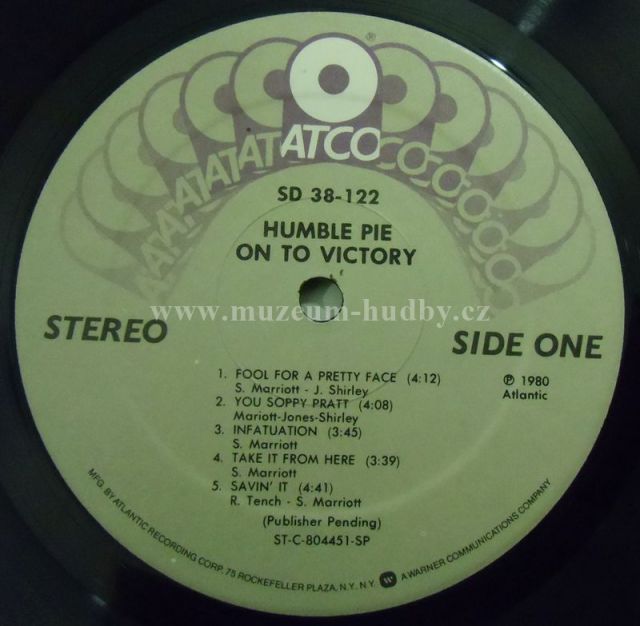 ®
ATATATATATATCOCOCOCOCO
SD 38-122
HUMBLE PIE
ON TO VICTORY
www.muzeum-hudby.cz
STEREO
SIDE ONE
1. FOOL FOR A PRETTY FACE (4:12)
S. Marriott - J. Shirley
2. YOU SOPPY PRATT (4:08)
Mariott-Jones-Shirley
3. INFATUATION (3:45)
S. Marriott
4. TAKE IT FROM HERE (3:39)
S. Marriott
5. SAVIN' IT (4:41)
R. Tench - S. Marriott
(Publisher Pending)
ST-C-804451-SP
℗ 1980
Atlantic
MFG. BY ATLANTIC RECORDING CORP. 75 ROCKEFELLER PLAZA, N.Y. N.Y. A WARNER COMMUNICATIONS COMPANY